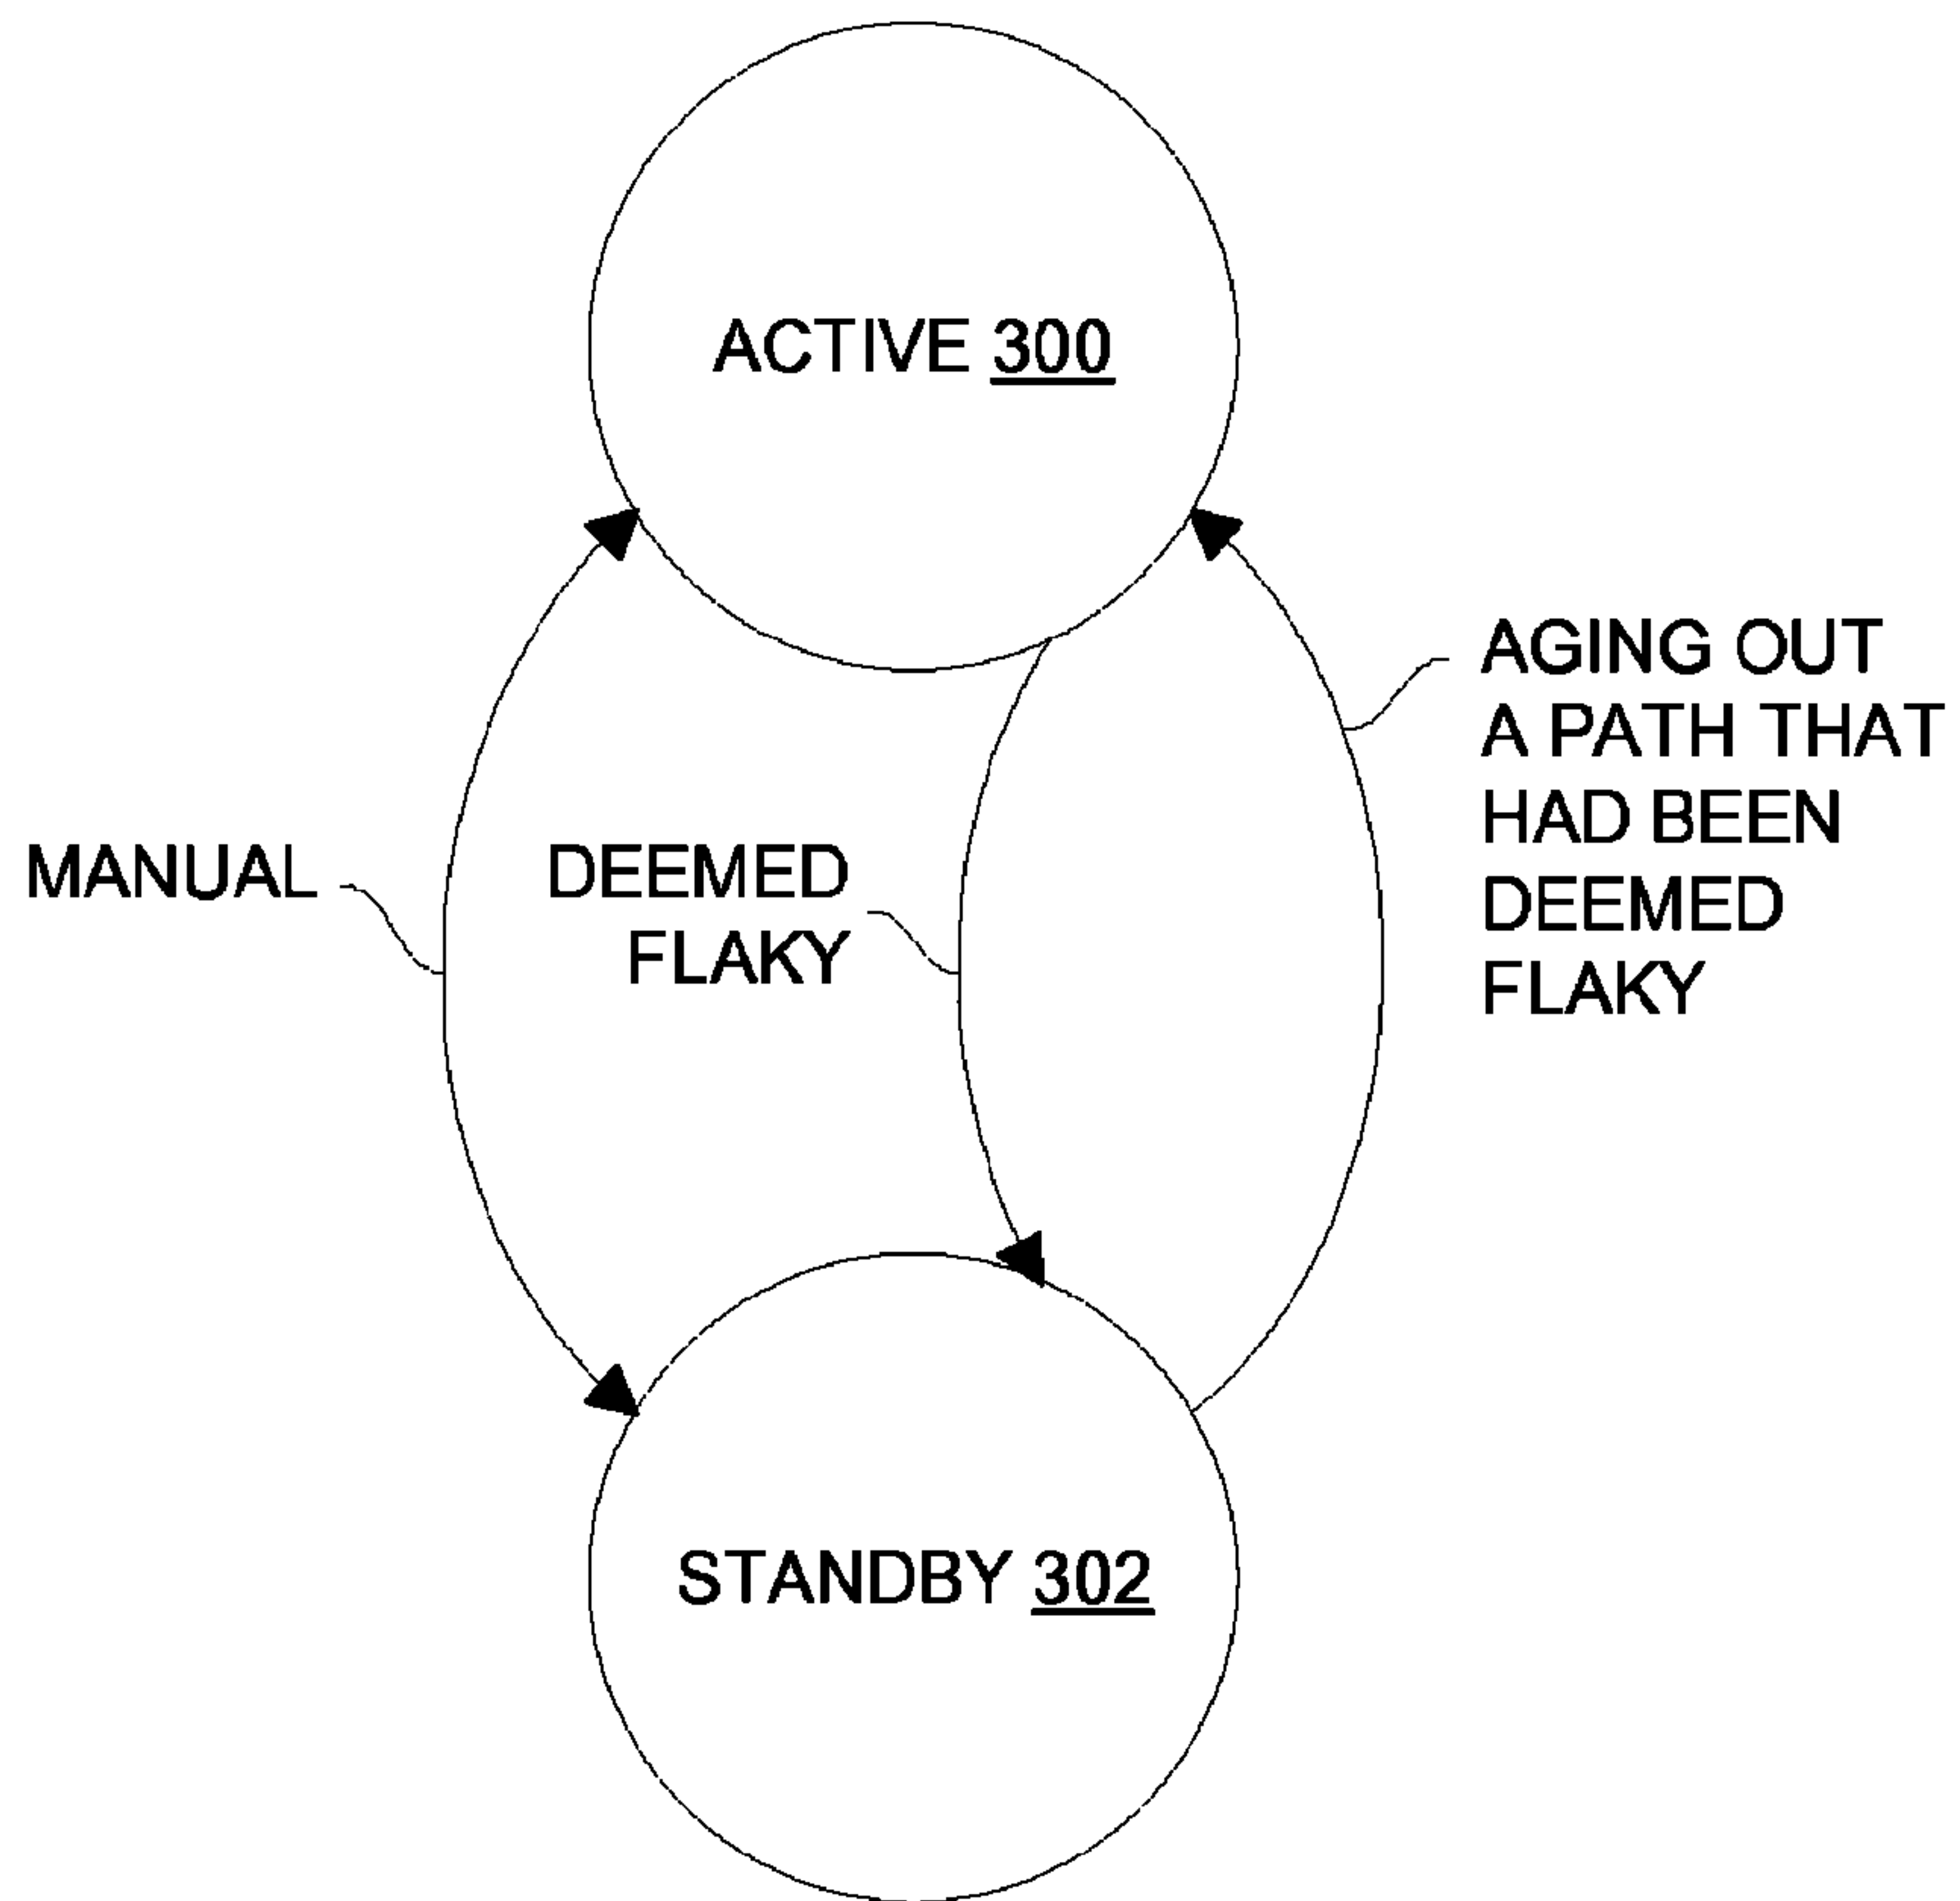 ACTIVE 300
AGING OUT
A PATH THAT
HAD BEEN
DEEMED
FLAKY
MANUAL
DEEMED
FLAKY
STANDBY 302